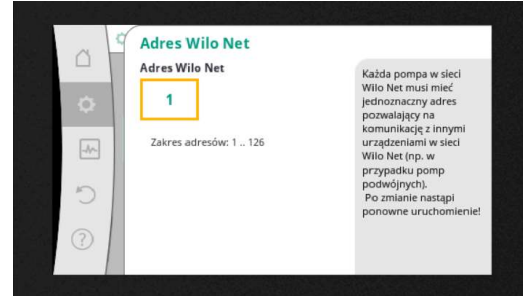 Adres Wilo Net
Adres Wilo Net
1
Zakres adresów: 1 .. 126
Każda pompa w sieci
Wilo Net musi mieć
jednoznaczny adres
pozwalający na
komunikację z innymi
urządzeniami w sieci
Wilo Net (np. w
przypadku pomp
podwójnych).
Po zmianie nastąpi
ponowne uruchomienie!
?